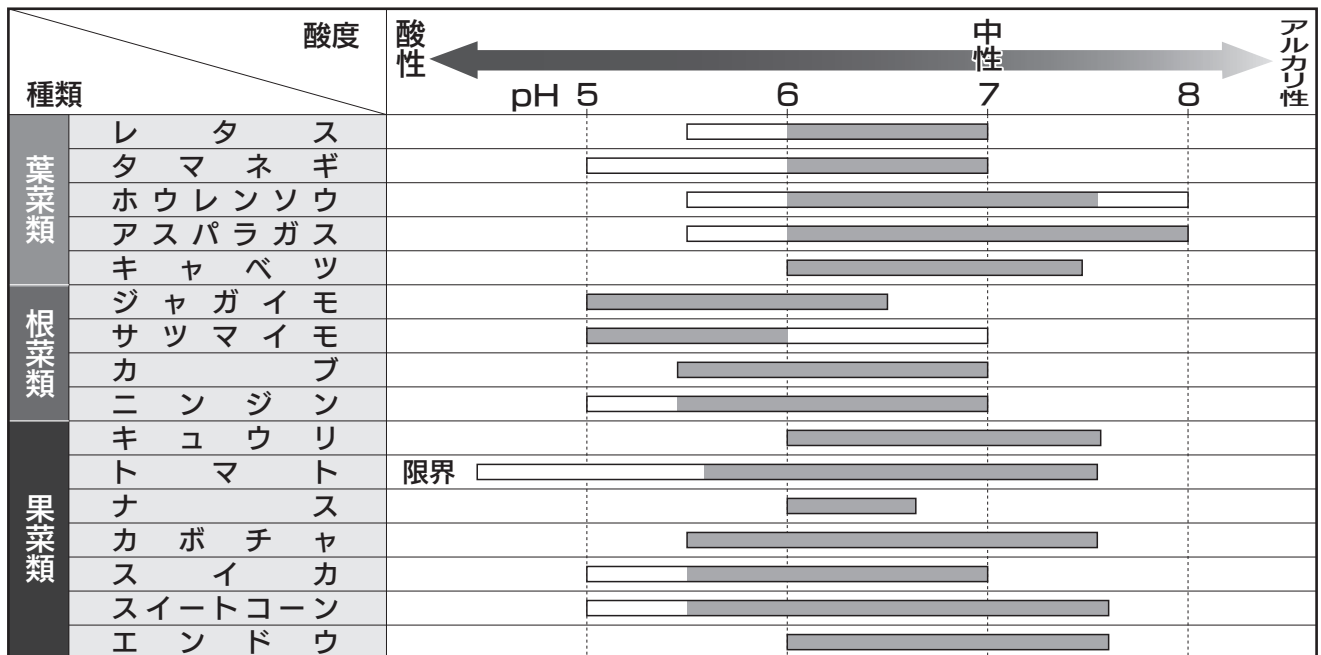 酸度
種類
酸性
中性
アルカリ性
pH 5 6 7 8
葉菜類
レタス
タマネギ
ホウレンソウ
アスパラガス
キャベツ
根菜類
ジャガイモ
サツマイモ
カブ
ニンジン
果菜類
キュウリ
トマト 限界
ナス
カボチャ
スイカ
スイートコーン
エンドウ